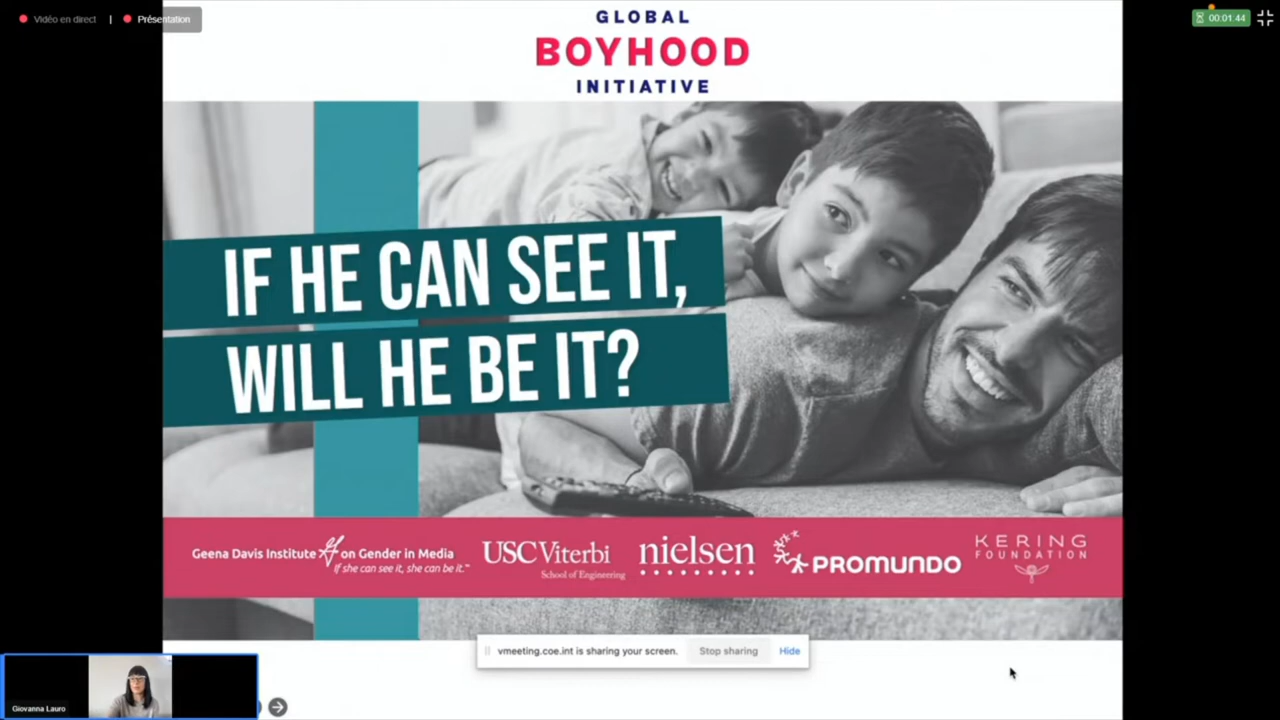 Vidéo en direct | Présentation
00:01:44
GLOBAL
BOYHOOD
INITIATIVE
IF HE CAN SEE IT,
WILL HE BE IT?
Geena Davis Institute on Gender in Media
If she can see it, she can be it.™
USC Viterbi
School of Engineering
nielsen
PROMUNDO
KERING
FOUNDATION
vmeeting.coe.int is sharing your screen. Stop sharing Hide
Giovanna Lauro